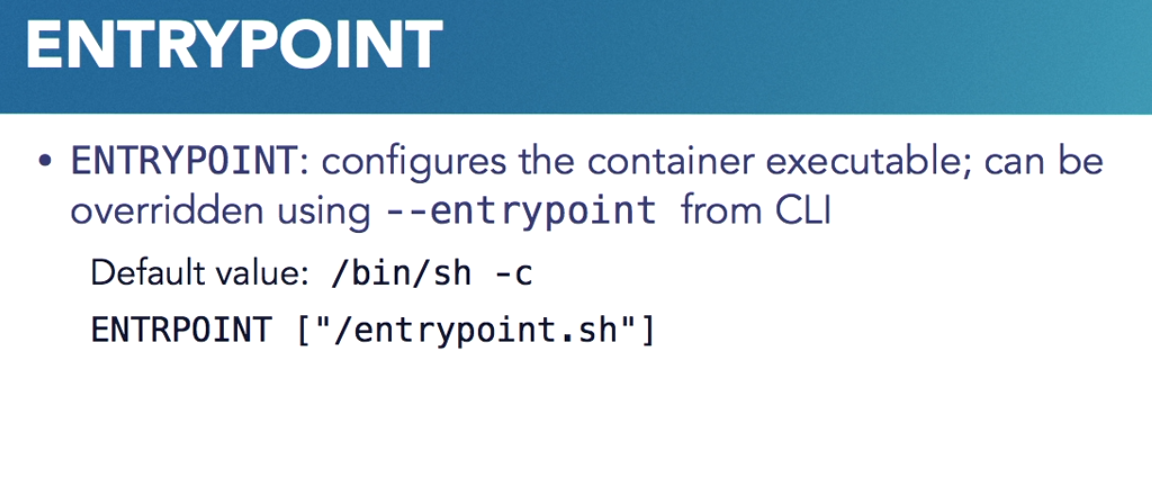 ENTRYPOINT
• ENTRYPOINT: configures the container executable; can be
overridden using --entrypoint from CLI
Default value: /bin/sh -c
ENTRPOINT ["/entrypoint.sh"]